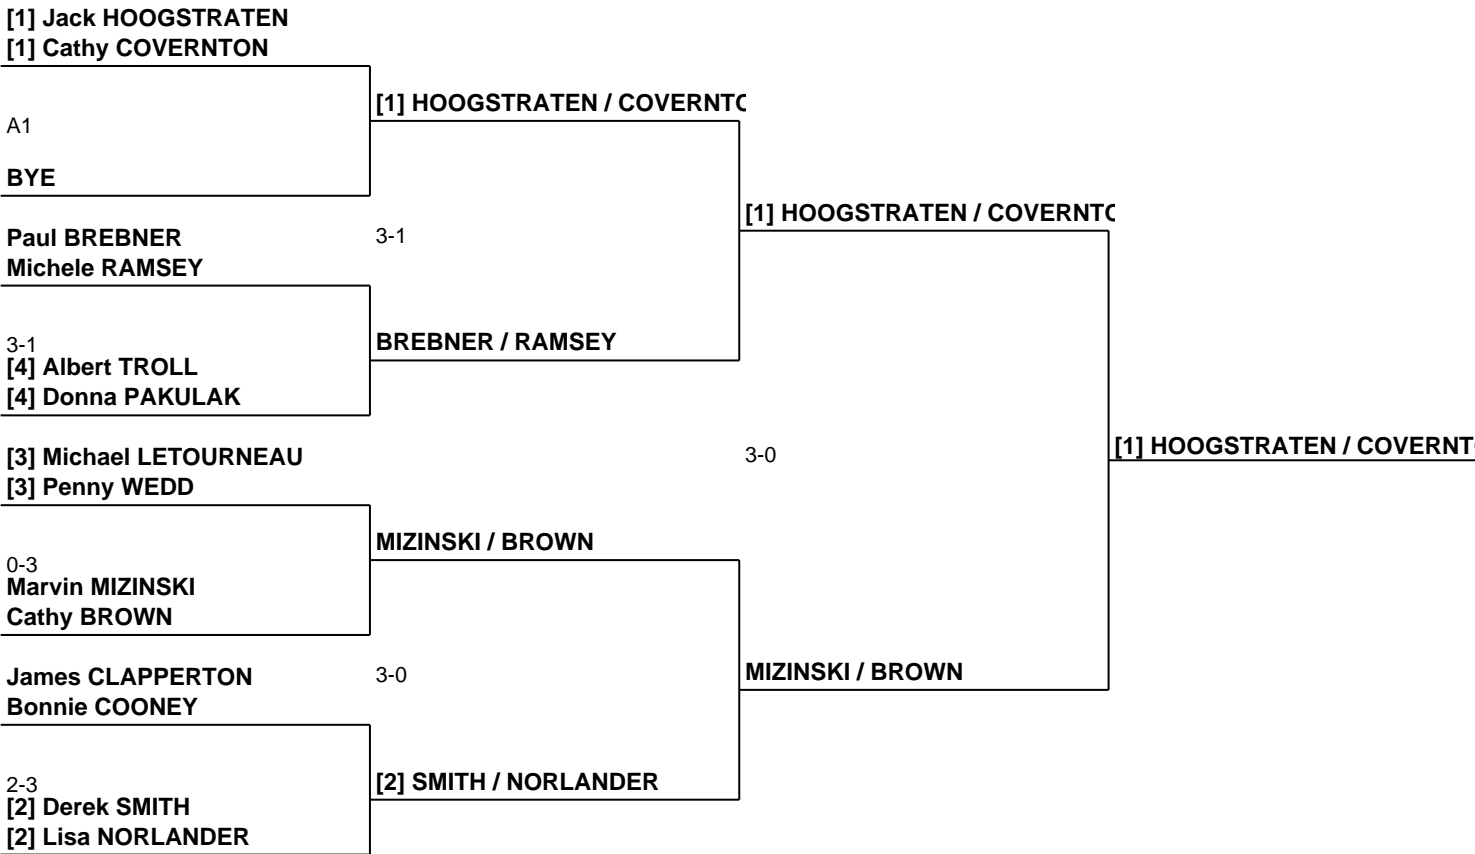 [1] Jack HOOGSTRATEN
[1] Cathy COVERNTON
[1] HOOGSTRATEN / COVERNTO
A1
BYE
[1] HOOGSTRATEN / COVERNTO
Paul BREBNER
Michele RAMSEY
3-1
3-1
BREBNER / RAMSEY
[4] Albert TROLL
[4] Donna PAKULAK
[1] HOOGSTRATEN / COVERNTO
[3] Michael LETOURNEAU
[3] Penny WEDD
3-0
MIZINSKI / BROWN
0-3
Marvin MIZINSKI
Cathy BROWN
James CLAPPERTON
Bonnie COONEY
3-0
MIZINSKI / BROWN
2-3
[2] SMITH / NORLANDER
[2] Derek SMITH
[2] Lisa NORLANDER